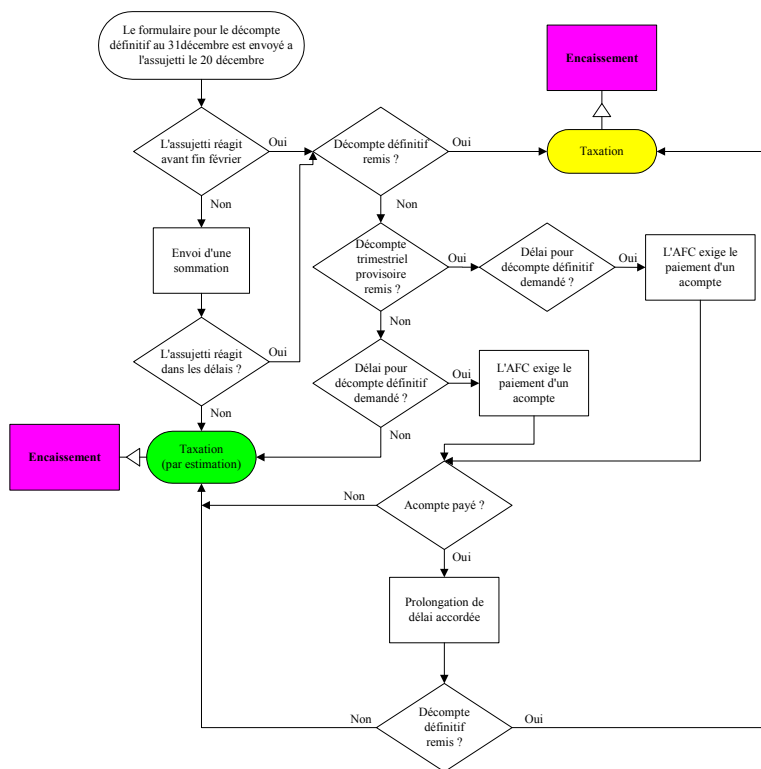 Le formulaire pour le décompte
définitif au 31décembre est envoyé a
l'assujetti le 20 décembre
Encaissement
L'assujetti réagit
avant fin février
Oui
Décompte définitif
remis ?
Oui
Taxation
Non
Non
Envoi d'une
sommation
Décompte
trimestriel
provisoire
remis ?
Oui
Délai pour
décompte définitif
demandé ?
Oui
L'AFC exige le
paiement d'un
acompte
Non
L'assujetti réagit
dans les délais ?
Oui
Délai pour
décompte définitif
demandé ?
Oui
L'AFC exige le
paiement d'un
acompte
Non
Non
Encaissement
Taxation
(par estimation)
Non
Acompte payé ?
Oui
Prolongation de
délai accordée
Non
Décompte
définitif
remis ?
Oui